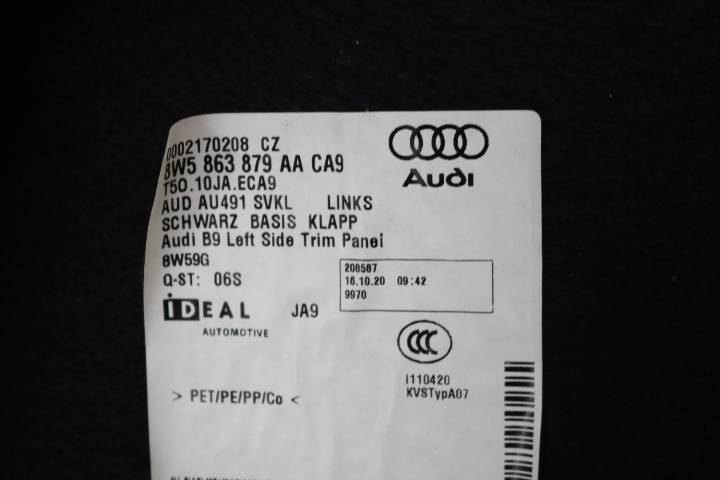 0002170208 CZ
8W5 863 879 AA CA9
T50.10JA.ECA9
AUD AU491 SVKL LINKS
SCHWARZ BASIS KLAPP
Audi B9 Left Side Trim Panel
8W59G
Q-ST: 06S
Audi
208587
16.10.20 09:42
9970
IDEAL
AUTOMOTIVE
JA9
CCC
i110420
KVSTypA07
> PET/PE/PP/Co <